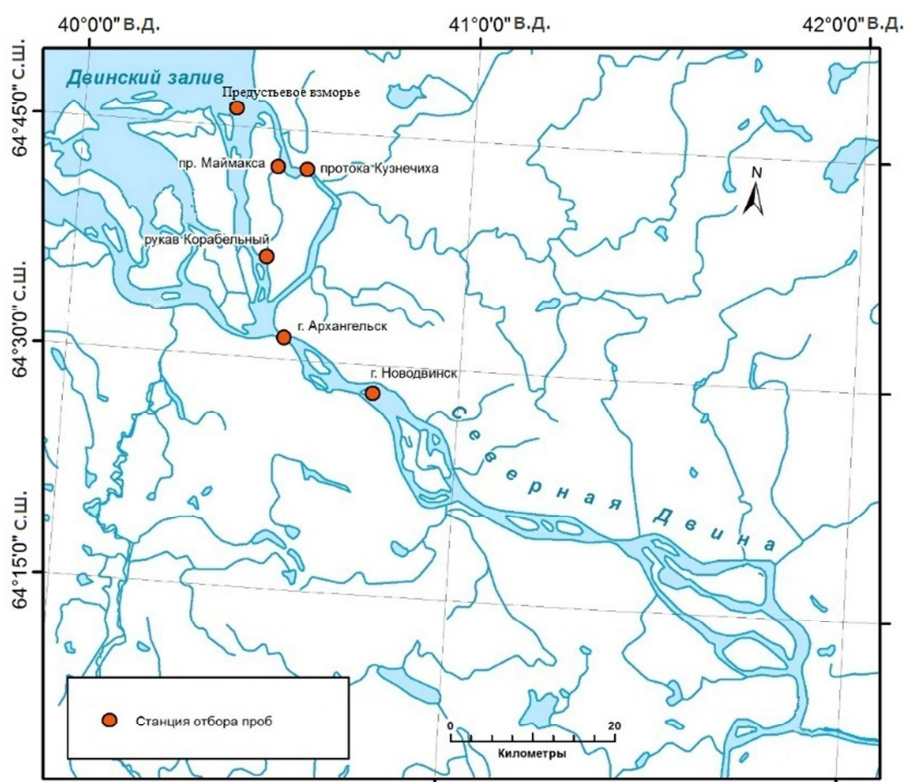 40°0'0" в.д.
41°0'0" в.д.
42°0'0" в.д.
Двинский залив
Предустьевое взморье
64°45'0" с.ш.
пр. Маймакса
протока Кузнечиха
N
рукав Корабельный
64°30'0" с.ш.
г. Архангельск
г. Новодвинск
Северная Двина
64°15'0" с.ш.
Станция отбора проб
0 20
Километры